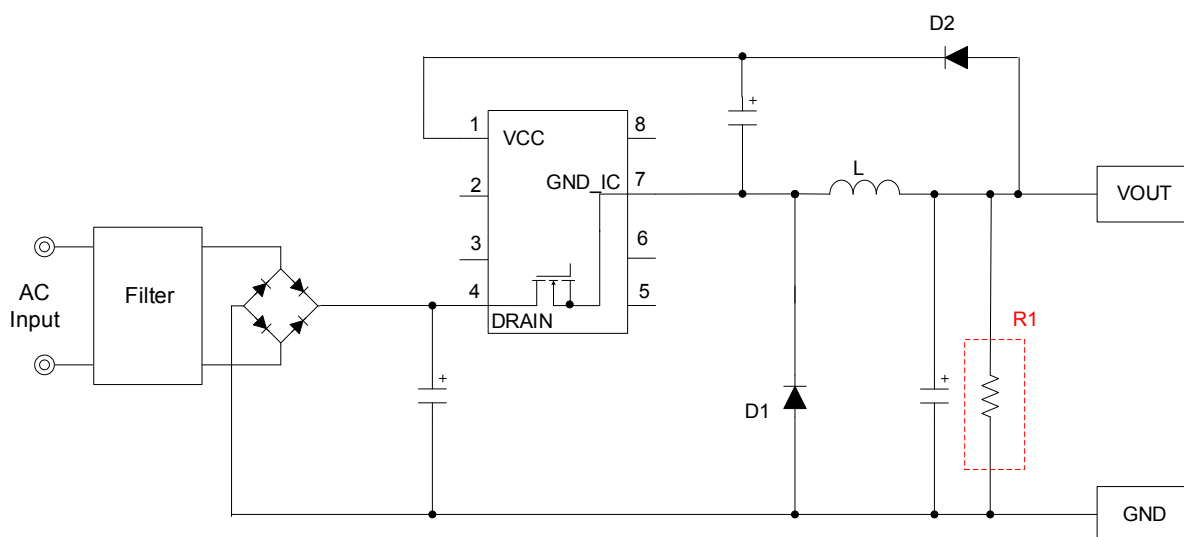 D2
+
1
VCC
8
2
GND_IC
7
L
VOUT
3
6
AC
Input
Filter
4
DRAIN
5
R1
+
+
D1
GND